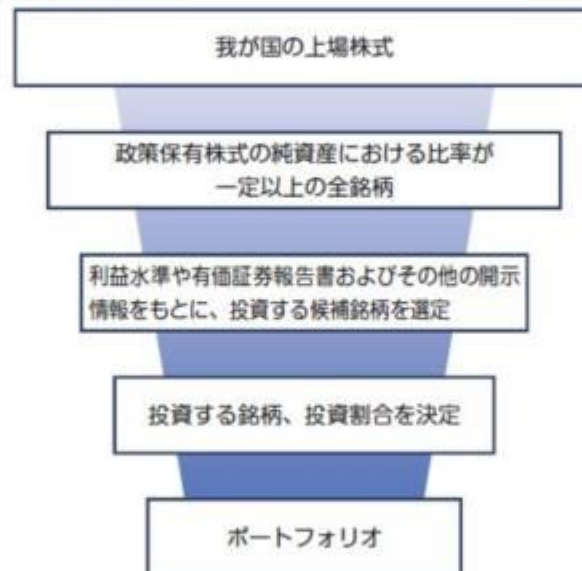 我が国の上場株式
政策保有株式の純資産における比率が
一定以上の全銘柄
利益水準や有価証券報告書およびその他の開示
情報をもとに、投資する候補銘柄を選定
投資する銘柄、投資割合を決定
ポートフォリオ